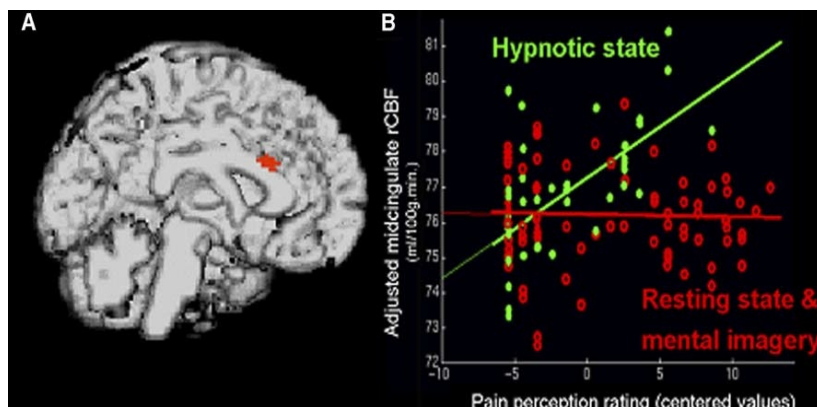 A
B
Hypnotic state
Adjusted midcingulate rCBF
(ml/100g.min.)
81
80
79
78
77
76
75
74
73
72
-10
-5
0
5
10
Resting state &
mental imagery
Pain perception rating (centered values)